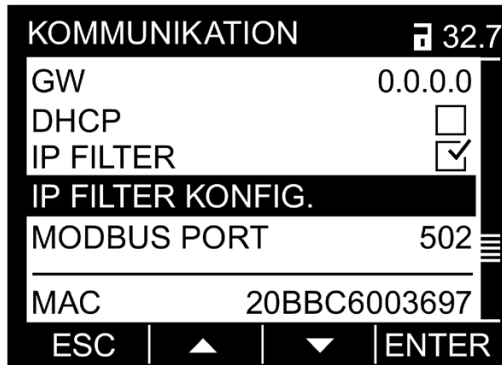 KOMMUNIKATION 32.7
GW 0.0.0.0
DHCP
IP FILTER
IP FILTER KONFIG.
MODBUS PORT 502
MAC 20BBC6003697
ESC ENTER